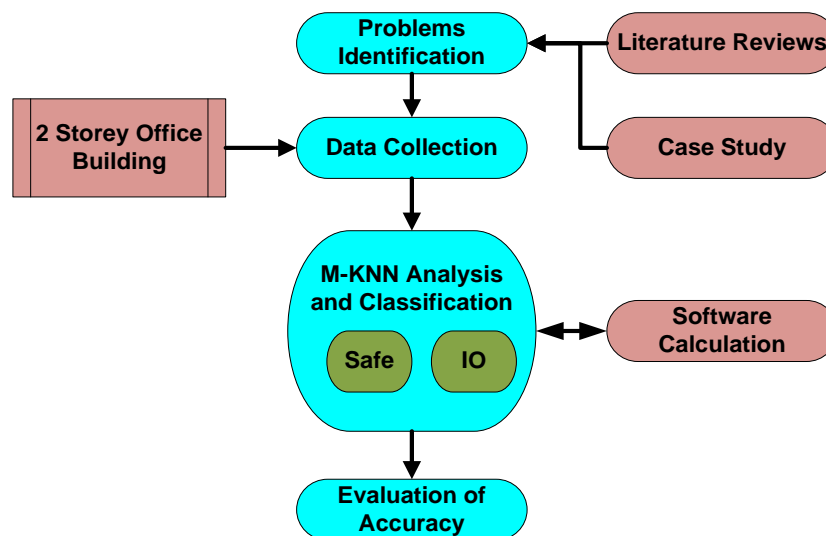 Problems
Identification
Literature Reviews
2 Storey Office
Building
Data Collection
Case Study
M-KNN Analysis
and Classification
Safe
IO
Software
Calculation
Evaluation of
Accuracy